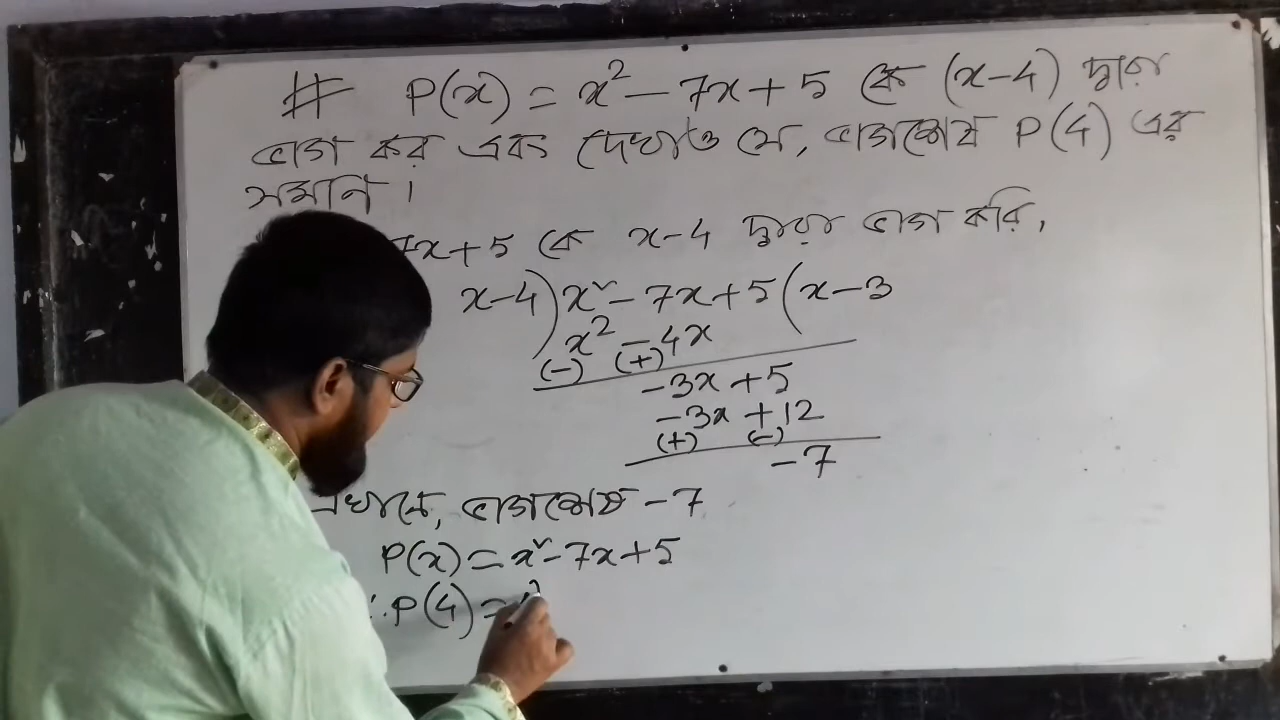 # P(x) = x² - 7x + 5 কে (x-4) দ্বারা
ভাগ কর এবং দেখাও যে, ভাগশেষ P(4) এর
সমান।
7x+5 কে x-4 দ্বারা ভাগ করি,
x-4) x² - 7x + 5 (x-3
x² - 4x
(-) (+)
-3x + 5
-3x + 12
(+) (-)
-7
এখানে, ভাগশেষ -7
P(x) = x² - 7x + 5
∴ P(4) =